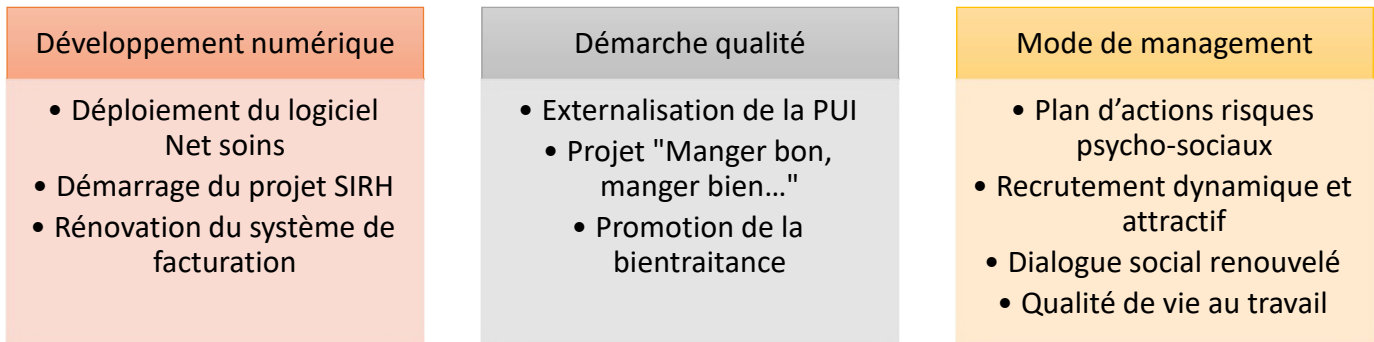 Développement numérique
• Déploiement du logiciel
Net soins
• Démarrage du projet SIRH
• Rénovation du système de
facturation
Démarche qualité
• Externalisation de la PUI
• Projet "Manger bon,
manger bien…"
• Promotion de la
bientraitance
Mode de management
• Plan d’actions risques
psycho-sociaux
• Recrutement dynamique et
attractif
• Dialogue social renouvelé
• Qualité de vie au travail